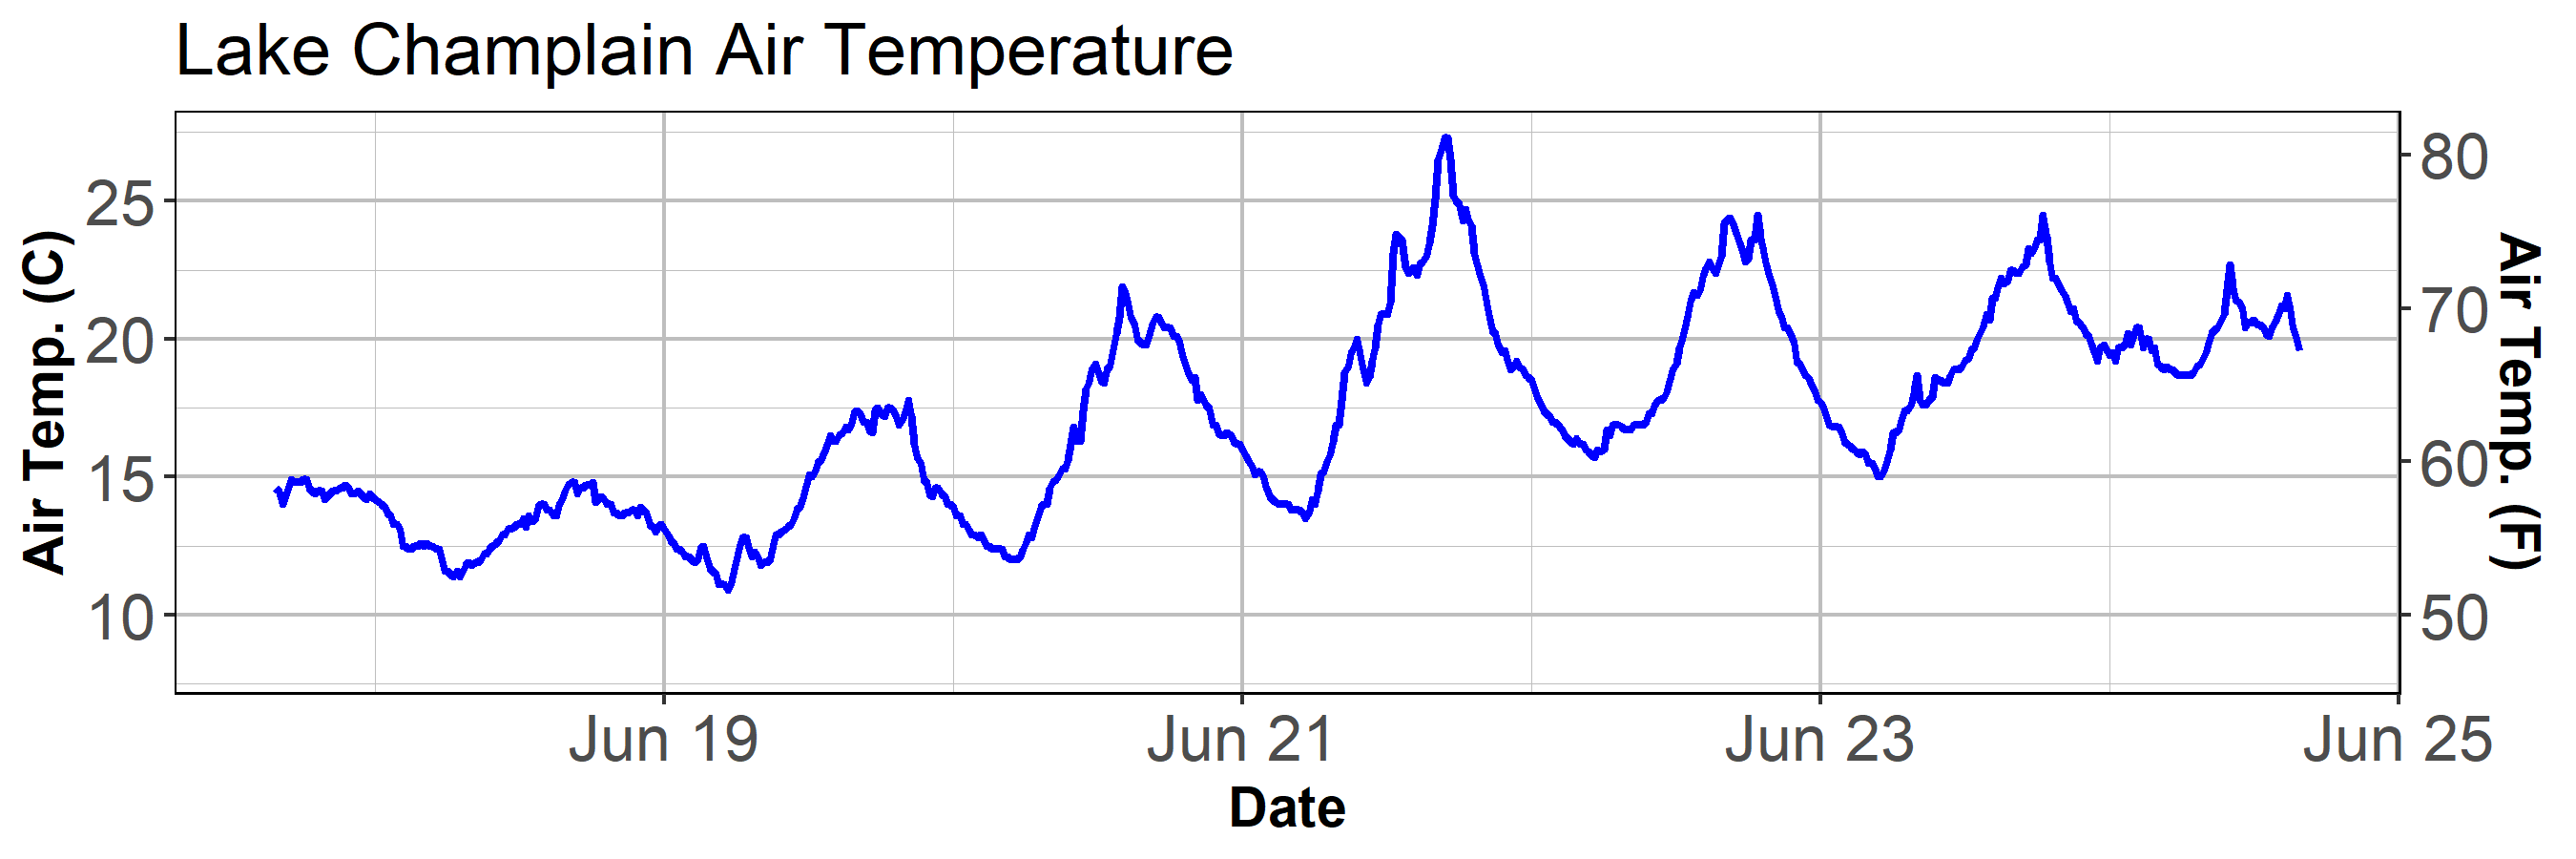 Lake Champlain Air Temperature
Air Temp. (C)
25
20
15
10
80
70
60
50
Air Temp. (F)
Jun 19
Jun 21
Jun 23
Jun 25
Date